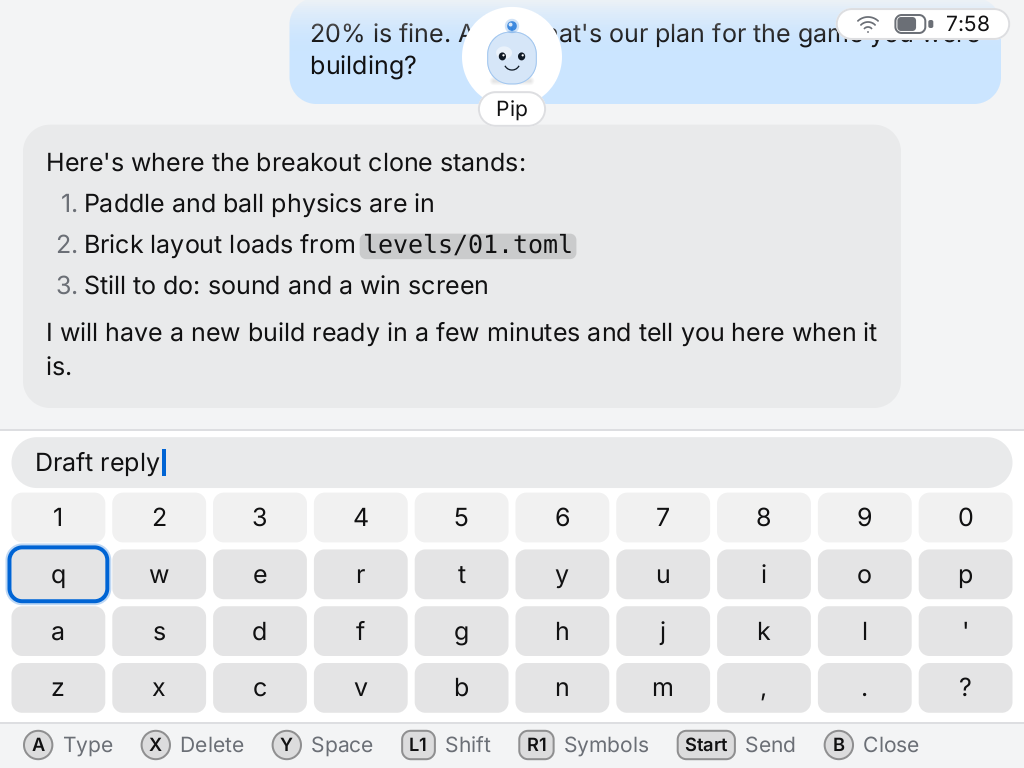 7:58
20% is fine. at's our plan for the game you were
building?
Pip
Here's where the breakout clone stands:
1. Paddle and ball physics are in
2. Brick layout loads from levels/01.toml
3. Still to do: sound and a win screen
I will have a new build ready in a few minutes and tell you here when it
is.
Draft reply
1 2 3 4 5 6 7 8 9 0
q w e r t y u i o p
a s d f g h j k l '
z x c v b n m , . ?
A Type X Delete Y Space L1 Shift R1 Symbols Start Send B Close